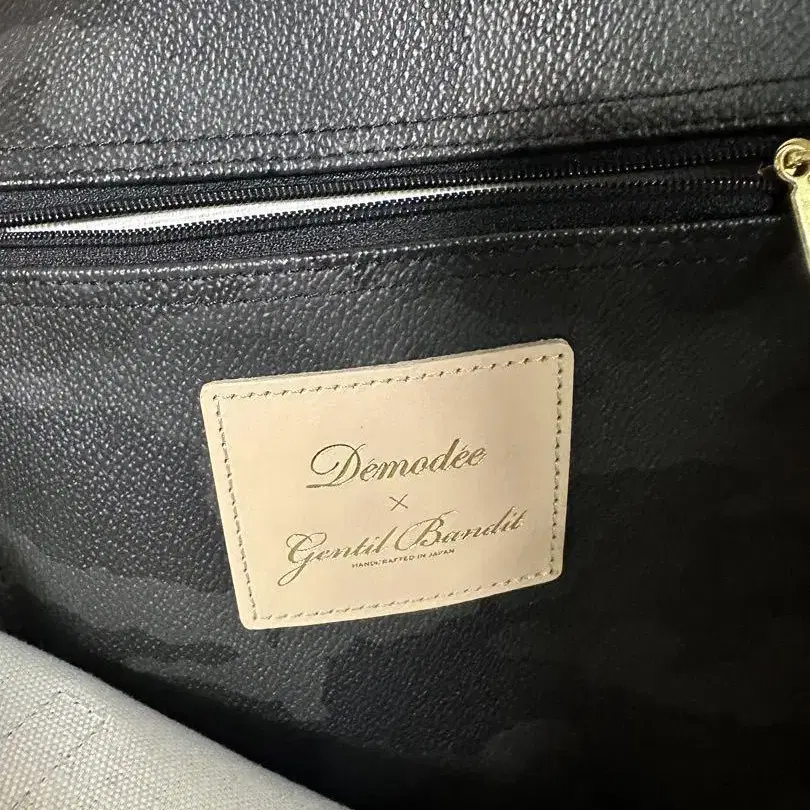 Démodée
×
Gentil Bandit
HANDCRAFTED IN JAPAN